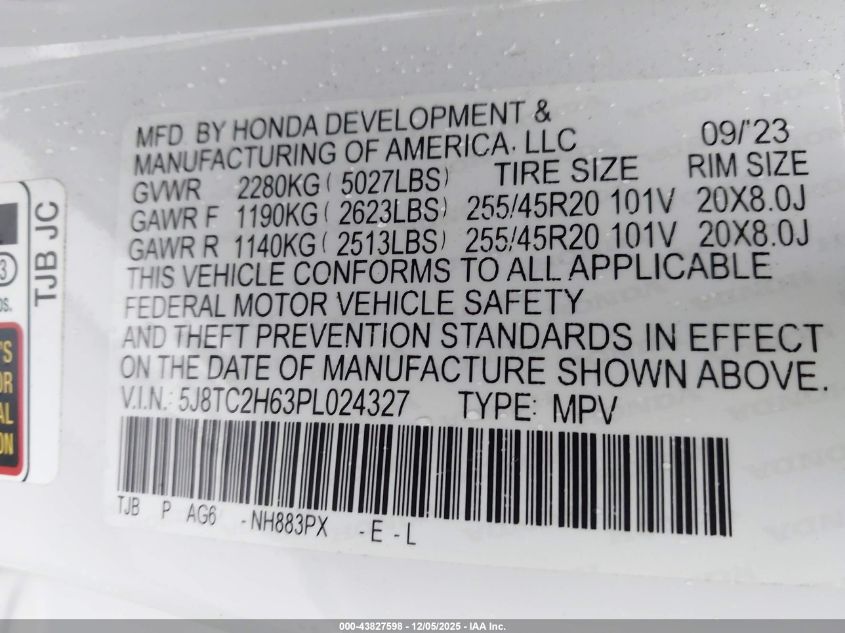 MFD. BY HONDA DEVELOPMENT &
MANUFACTURING OF AMERICA, LLC 09/'23
GVWR 2280KG ( 5027LBS) TIRE SIZE RIM SIZE
GAWR F 1190KG ( 2623LBS) 255/45R20 101V 20X8.0J
GAWR R 1140KG ( 2513LBS) 255/45R20 101V 20X8.0J
THIS VEHICLE CONFORMS TO ALL APPLICABLE
FEDERAL MOTOR VEHICLE SAFETY
AND THEFT PREVENTION STANDARDS IN EFFECT
ON THE DATE OF MANUFACTURE SHOWN ABOVE.
V.I.N.: 5J8TC2H63PL024327 TYPE: MPV
TJB P AG6 -NH883PX -E-L
TJB JC
000-43827598 - 12/05/2025 - IAA Inc.